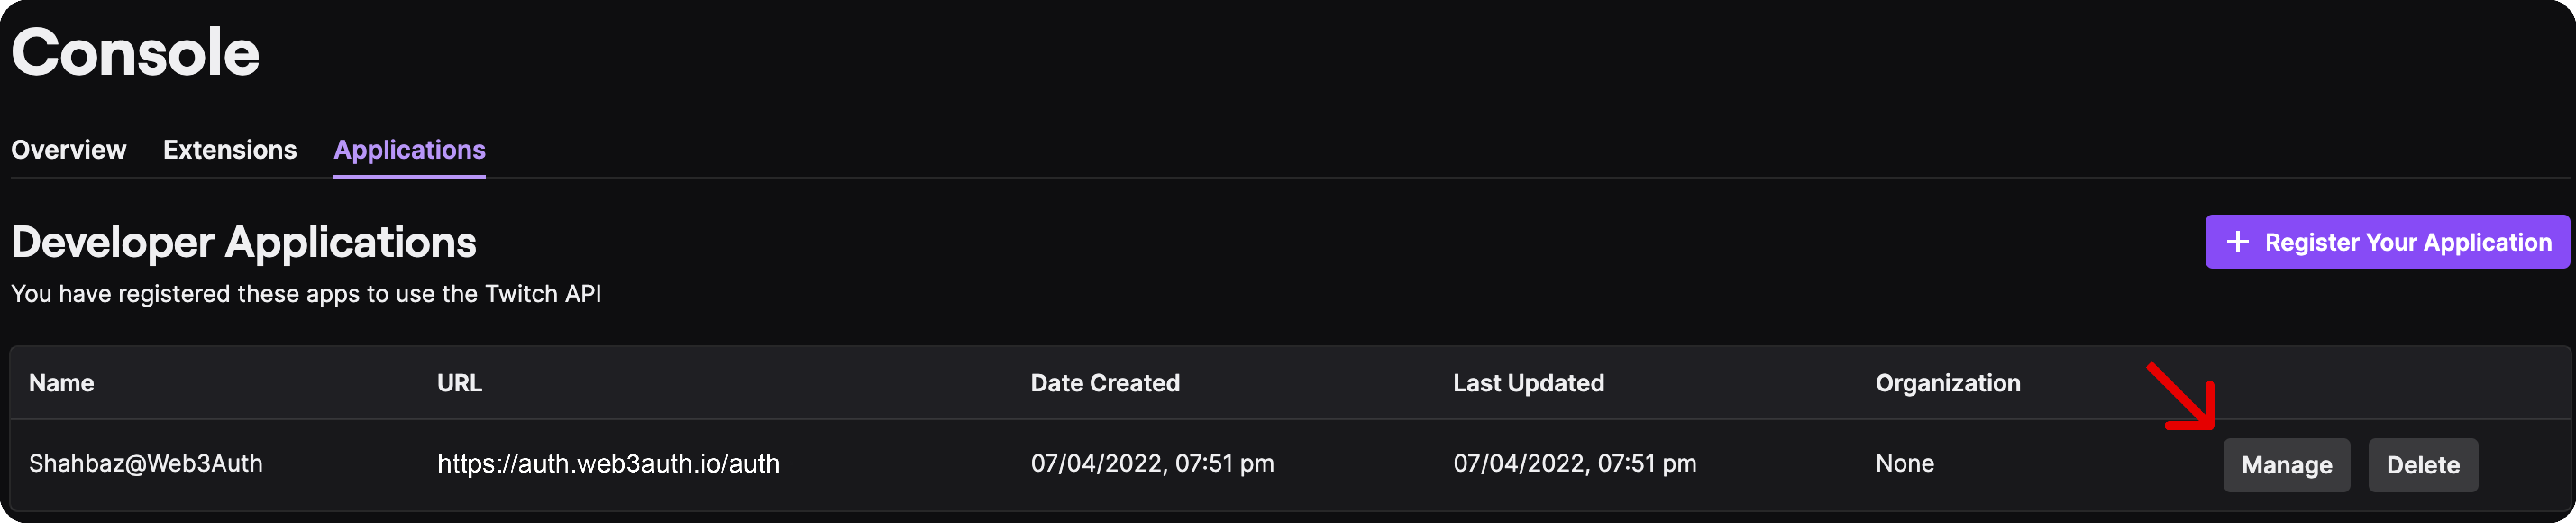 Console
Overview Extensions Applications
Developer Applications
+ Register Your Application
You have registered these apps to use the Twitch API
Name URL Date Created Last Updated Organization
Shahbaz@Web3Auth https://auth.web3auth.io/auth 07/04/2022, 07:51 pm 07/04/2022, 07:51 pm None Manage Delete